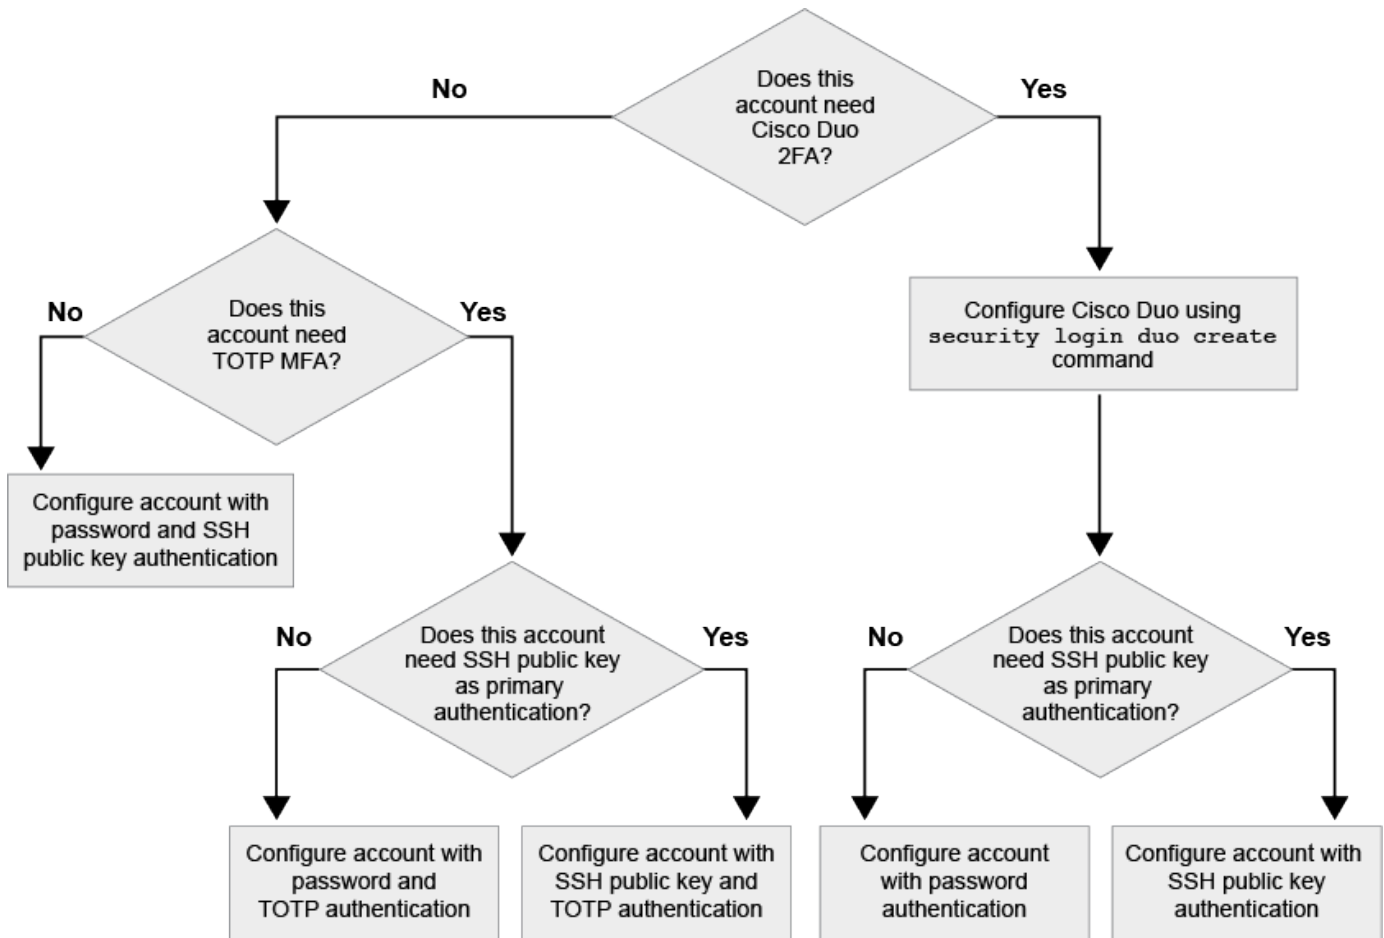 Does this
account need
Cisco Duo
2FA?
No
Yes
Does this
account need
TOTP MFA?
No
Yes
Configure Cisco Duo using
security login duo create
command
Configure account with
password and SSH
public key authentication
Does this account
need SSH public key
as primary
authentication?
No
Yes
Does this account
need SSH public key
as primary
authentication?
No
Yes
Configure account with
password and
TOTP authentication
Configure account with
SSH public key and
TOTP authentication
Configure account
with password
authentication
Configure account with
SSH public key
authentication